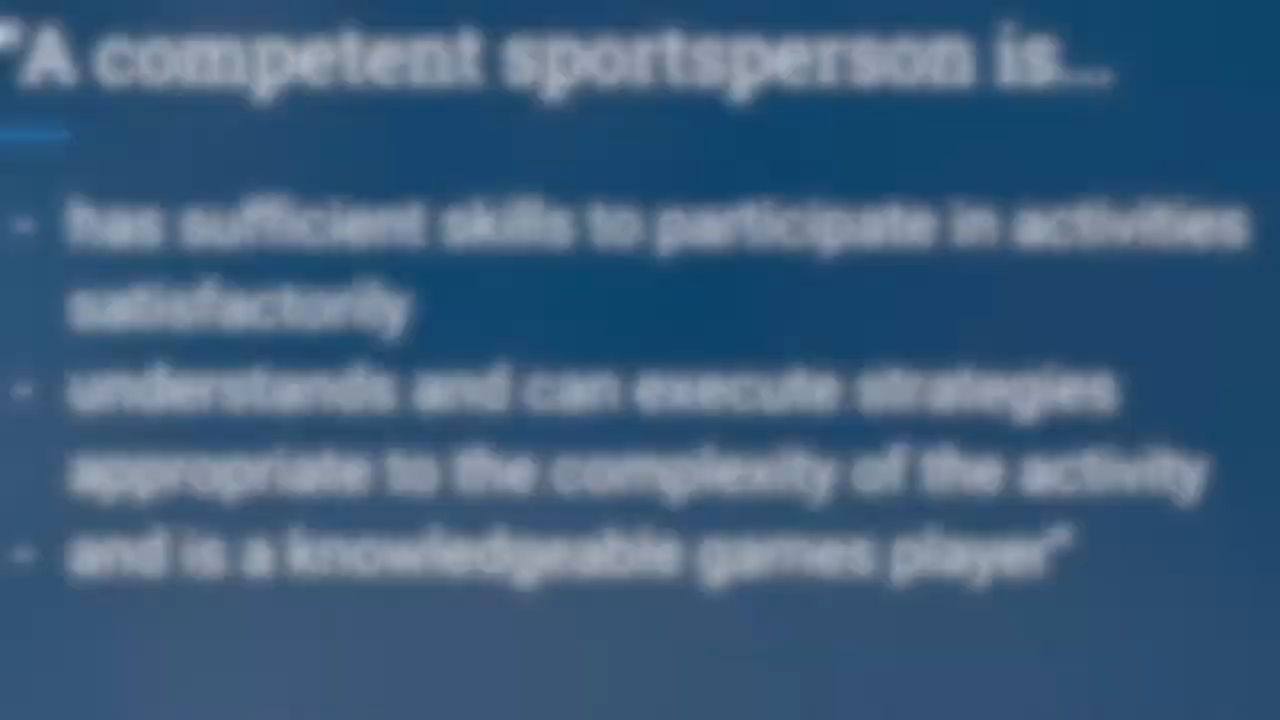 "A competent sportsperson is...
- has sufficient skills to participate in activities
satisfactorily
- understands and can execute strategies
appropriate to the complexity of the activity
- and is a knowledgeable games player"